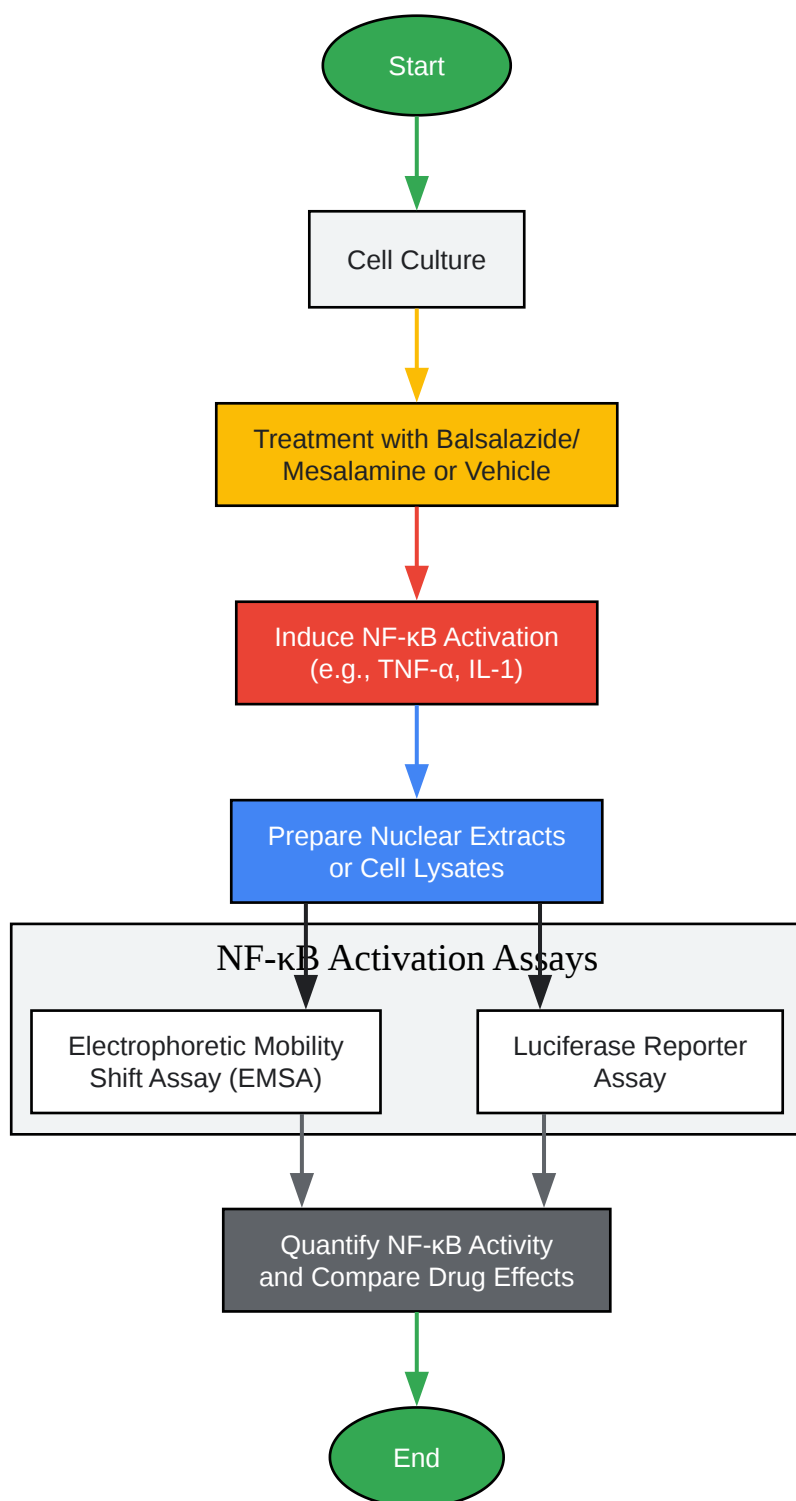 Start
Cell Culture
Treatment with Balsalazide/
Mesalamine or Vehicle
Induce NF-κB Activation
(e.g., TNF-α, IL-1)
Prepare Nuclear Extracts
or Cell Lysates
NF-κB Activation Assays
Electrophoretic Mobility
Shift Assay (EMSA)
Luciferase Reporter
Assay
Quantify NF-κB Activity
and Compare Drug Effects
End